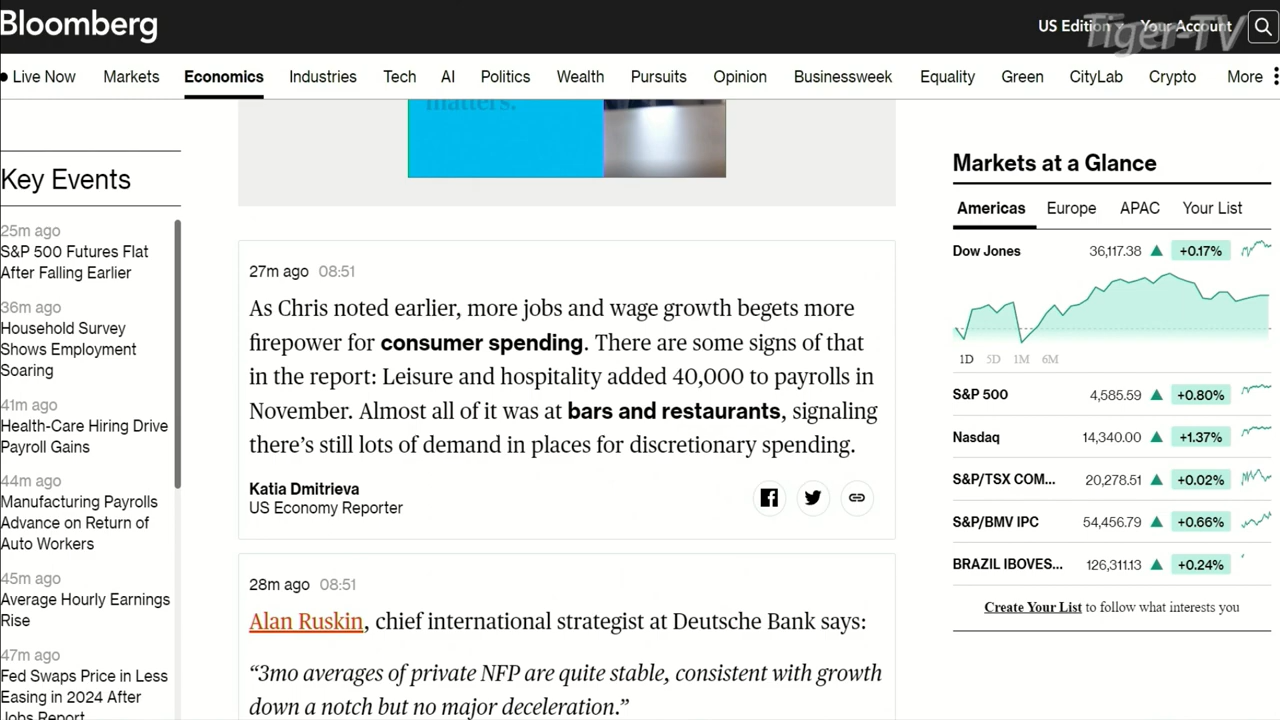 Bloomberg
US Edition
Your Account
Tiger-TV
Live Now
Markets
Economics
Industries
Tech
AI
Politics
Wealth
Pursuits
Opinion
Businessweek
Equality
Green
CityLab
Crypto
More
matters.
Key Events
25m ago
S&P 500 Futures Flat
After Falling Earlier
36m ago
Household Survey
Shows Employment
Soaring
41m ago
Health-Care Hiring Drive
Payroll Gains
44m ago
Manufacturing Payrolls
Advance on Return of
Auto Workers
45m ago
Average Hourly Earnings
Rise
47m ago
Fed Swaps Price in Less
Easing in 2024 After
Jobs Report
27m ago 08:51
As Chris noted earlier, more jobs and wage growth begets more
firepower for consumer spending. There are some signs of that
in the report: Leisure and hospitality added 40,000 to payrolls in
November. Almost all of it was at bars and restaurants, signaling
there’s still lots of demand in places for discretionary spending.
Katia Dmitrieva
US Economy Reporter
28m ago 08:51
Alan Ruskin, chief international strategist at Deutsche Bank says:
“3mo averages of private NFP are quite stable, consistent with growth
down a notch but no major deceleration.”
Markets at a Glance
Americas Europe APAC Your List
Dow Jones 36,117.38 +0.17%
1D 5D 1M 6M
S&P 500 4,585.59 +0.80%
Nasdaq 14,340.00 +1.37%
S&P/TSX COM... 20,278.51 +0.02%
S&P/BMV IPC 54,456.79 +0.66%
BRAZIL IBOVES... 126,311.13 +0.24%
Create Your List to follow what interests you